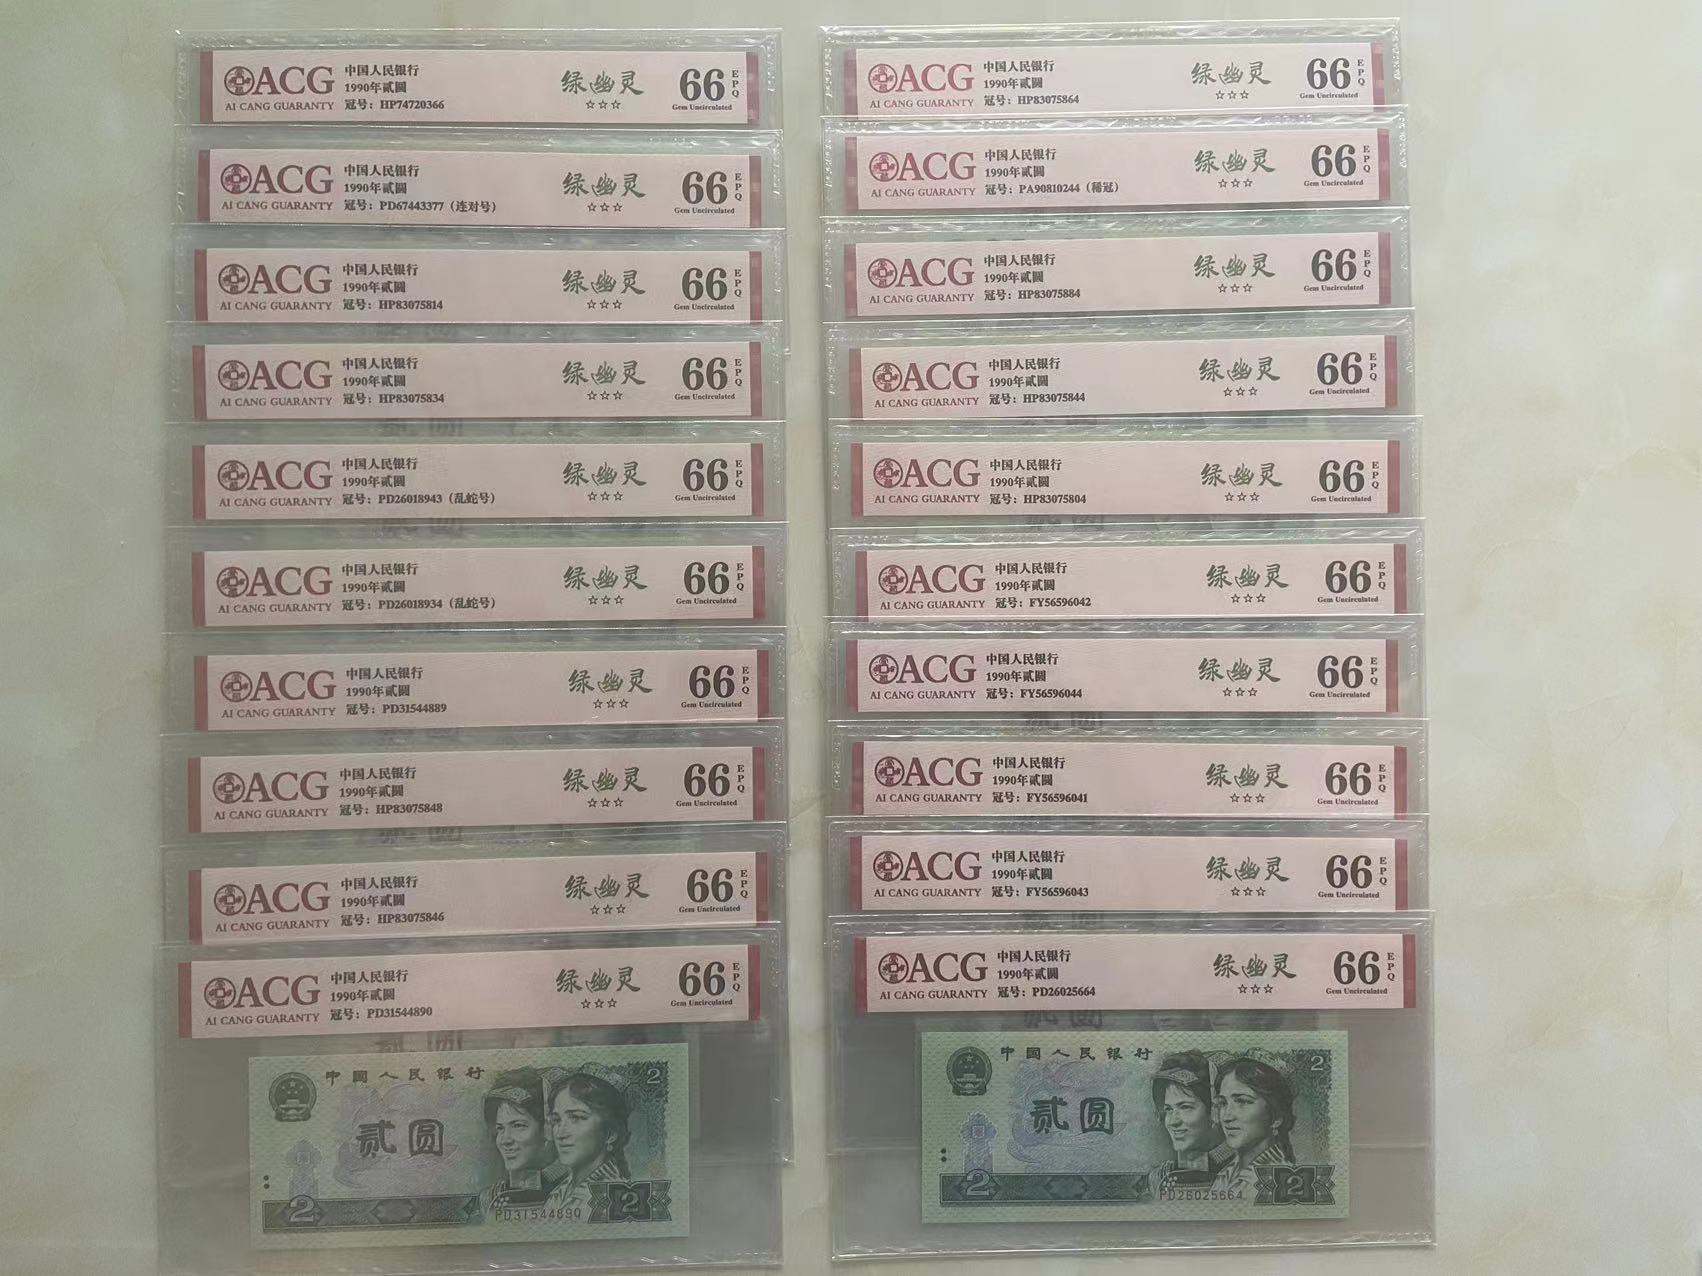 ACG
AI CANG GUARANTY
中国人民银行
1990年贰圆
冠号：HP74720366
绿幽灵
☆☆☆
66
EPQ
Gem Uncirculated
ACG
AI CANG GUARANTY
中国人民银行
1990年贰圆
冠号：PD67443377（连对号）
绿幽灵
☆☆☆
66
EPQ
Gem Uncirculated
ACG
AI CANG GUARANTY
中国人民银行
1990年贰圆
冠号：HP83075814
绿幽灵
☆☆☆
66
EPQ
Gem Uncirculated
ACG
AI CANG GUARANTY
中国人民银行
1990年贰圆
冠号：HP83075834
绿幽灵
☆☆☆
66
EPQ
Gem Uncirculated
ACG
AI CANG GUARANTY
中国人民银行
1990年贰圆
冠号：PD26018943（乱蛇号）
绿幽灵
☆☆☆
66
EPQ
Gem Uncirculated
ACG
AI CANG GUARANTY
中国人民银行
1990年贰圆
冠号：PD26018934（乱蛇号）
绿幽灵
☆☆☆
66
EPQ
Gem Uncirculated
ACG
AI CANG GUARANTY
中国人民银行
1990年贰圆
冠号：PD31544889
绿幽灵
☆☆☆
66
EPQ
Gem Uncirculated
ACG
AI CANG GUARANTY
中国人民银行
1990年贰圆
冠号：HP83075848
绿幽灵
☆☆☆
66
EPQ
Gem Uncirculated
ACG
AI CANG GUARANTY
中国人民银行
1990年贰圆
冠号：HP83075846
绿幽灵
☆☆☆
66
EPQ
Gem Uncirculated
ACG
AI CANG GUARANTY
中国人民银行
1990年贰圆
冠号：PD31544890
绿幽灵
☆☆☆
66
EPQ
Gem Uncirculated
中国人民银行
2
贰圆
2
PD31544890
2
ACG
AI CANG GUARANTY
中国人民银行
1990年贰圆
冠号：HP83075864
绿幽灵
☆☆☆
66
EPQ
Gem Uncirculated
ACG
AI CANG GUARANTY
中国人民银行
1990年贰圆
冠号：PA90810244（稀冠）
绿幽灵
☆☆☆
66
EPQ
Gem Uncirculated
ACG
AI CANG GUARANTY
中国人民银行
1990年贰圆
冠号：HP83075884
绿幽灵
☆☆☆
66
EPQ
Gem Uncirculated
ACG
AI CANG GUARANTY
中国人民银行
1990年贰圆
冠号：HP83075844
绿幽灵
☆☆☆
66
EPQ
Gem Uncirculated
ACG
AI CANG GUARANTY
中国人民银行
1990年贰圆
冠号：HP83075804
绿幽灵
☆☆☆
66
EPQ
Gem Uncirculated
ACG
AI CANG GUARANTY
中国人民银行
1990年贰圆
冠号：FY56596042
绿幽灵
☆☆☆
66
EPQ
Gem Uncirculated
ACG
AI CANG GUARANTY
中国人民银行
1990年贰圆
冠号：FY56596044
绿幽灵
☆☆☆
66
EPQ
Gem Uncirculated
ACG
AI CANG GUARANTY
中国人民银行
1990年贰圆
冠号：FY56596041
绿幽灵
☆☆☆
66
EPQ
Gem Uncirculated
ACG
AI CANG GUARANTY
中国人民银行
1990年贰圆
冠号：FY56596043
绿幽灵
☆☆☆
66
EPQ
Gem Uncirculated
ACG
AI CANG GUARANTY
中国人民银行
1990年贰圆
冠号：PD26025664
绿幽灵
☆☆☆
66
EPQ
Gem Uncirculated
中国人民银行
2
贰圆
2
PD26025664
2